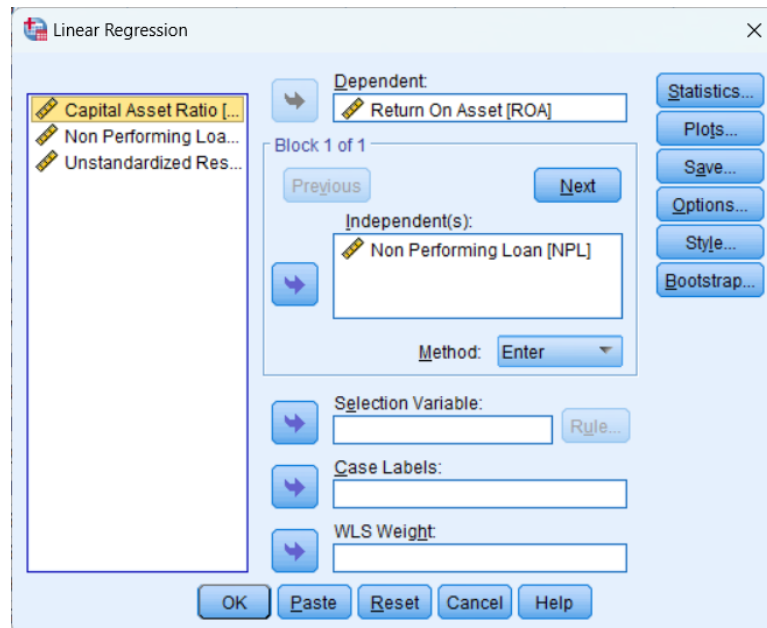 Linear Regression
Capital Asset Ratio [...
Non Performing Loa...
Unstandardized Res...
Dependent:
Return On Asset [ROA]
Block 1 of 1
Previous
Next
Independent(s):
Non Performing Loan [NPL]
Method: Enter
Selection Variable:
Rule...
Case Labels:
WLS Weight:
Statistics...
Plots...
Save...
Options...
Style...
Bootstrap...
OK Paste Reset Cancel Help